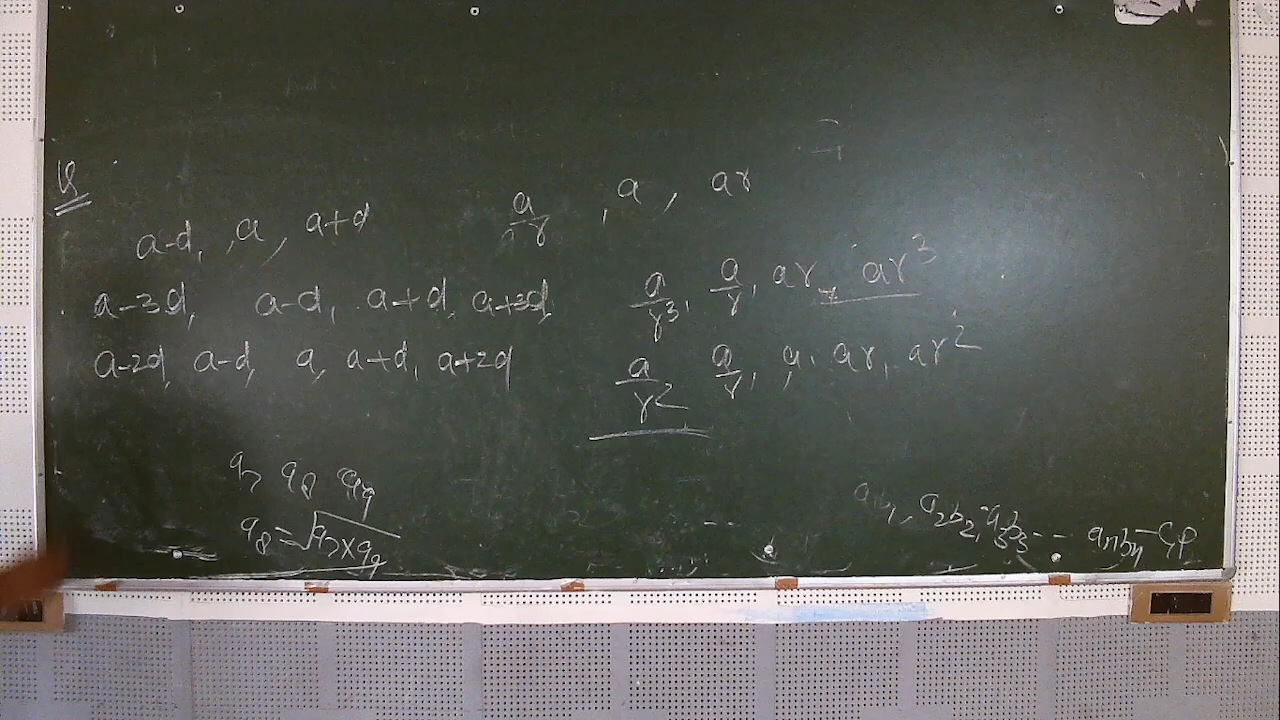 Q
a-d, , a, a+d
a/r , a , ar
a-3d, a-d, a+d, a+3d,
a/r³, a/r, ar, ar³
a-2d, a-d, a, a+d, a+2d
a/r², a/r, a, ar, ar²
a₇ a₈ a₉
a₈ = √a₇×a₉
a₁b₁, a₂b₂, a₃b₃ --- aₙbₙ - GP